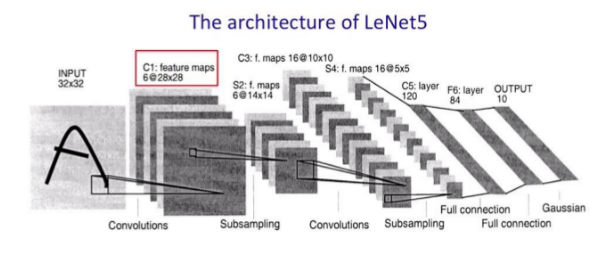 The architecture of LeNet5
INPUT
32x32
C1: feature maps
6@28x28
S2: f. maps
6@14x14
C3: f. maps 16@10x10
S4: f. maps 16@5x5
C5: layer
120
F6: layer
84
OUTPUT
10
Convolutions
Subsampling
Convolutions
Subsampling
Full connection
Full connection
Gaussian